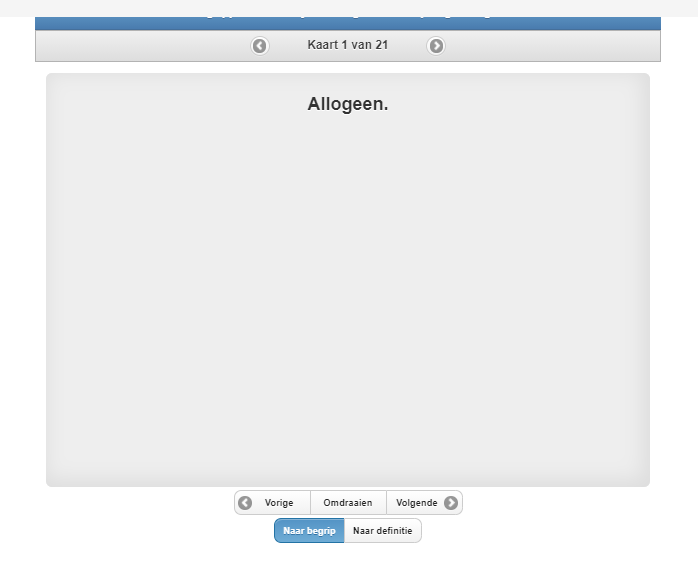 Kaart 1 van 21
Allogeen.
Vorige Omdraaien Volgende
Naar begrip Naar definitie